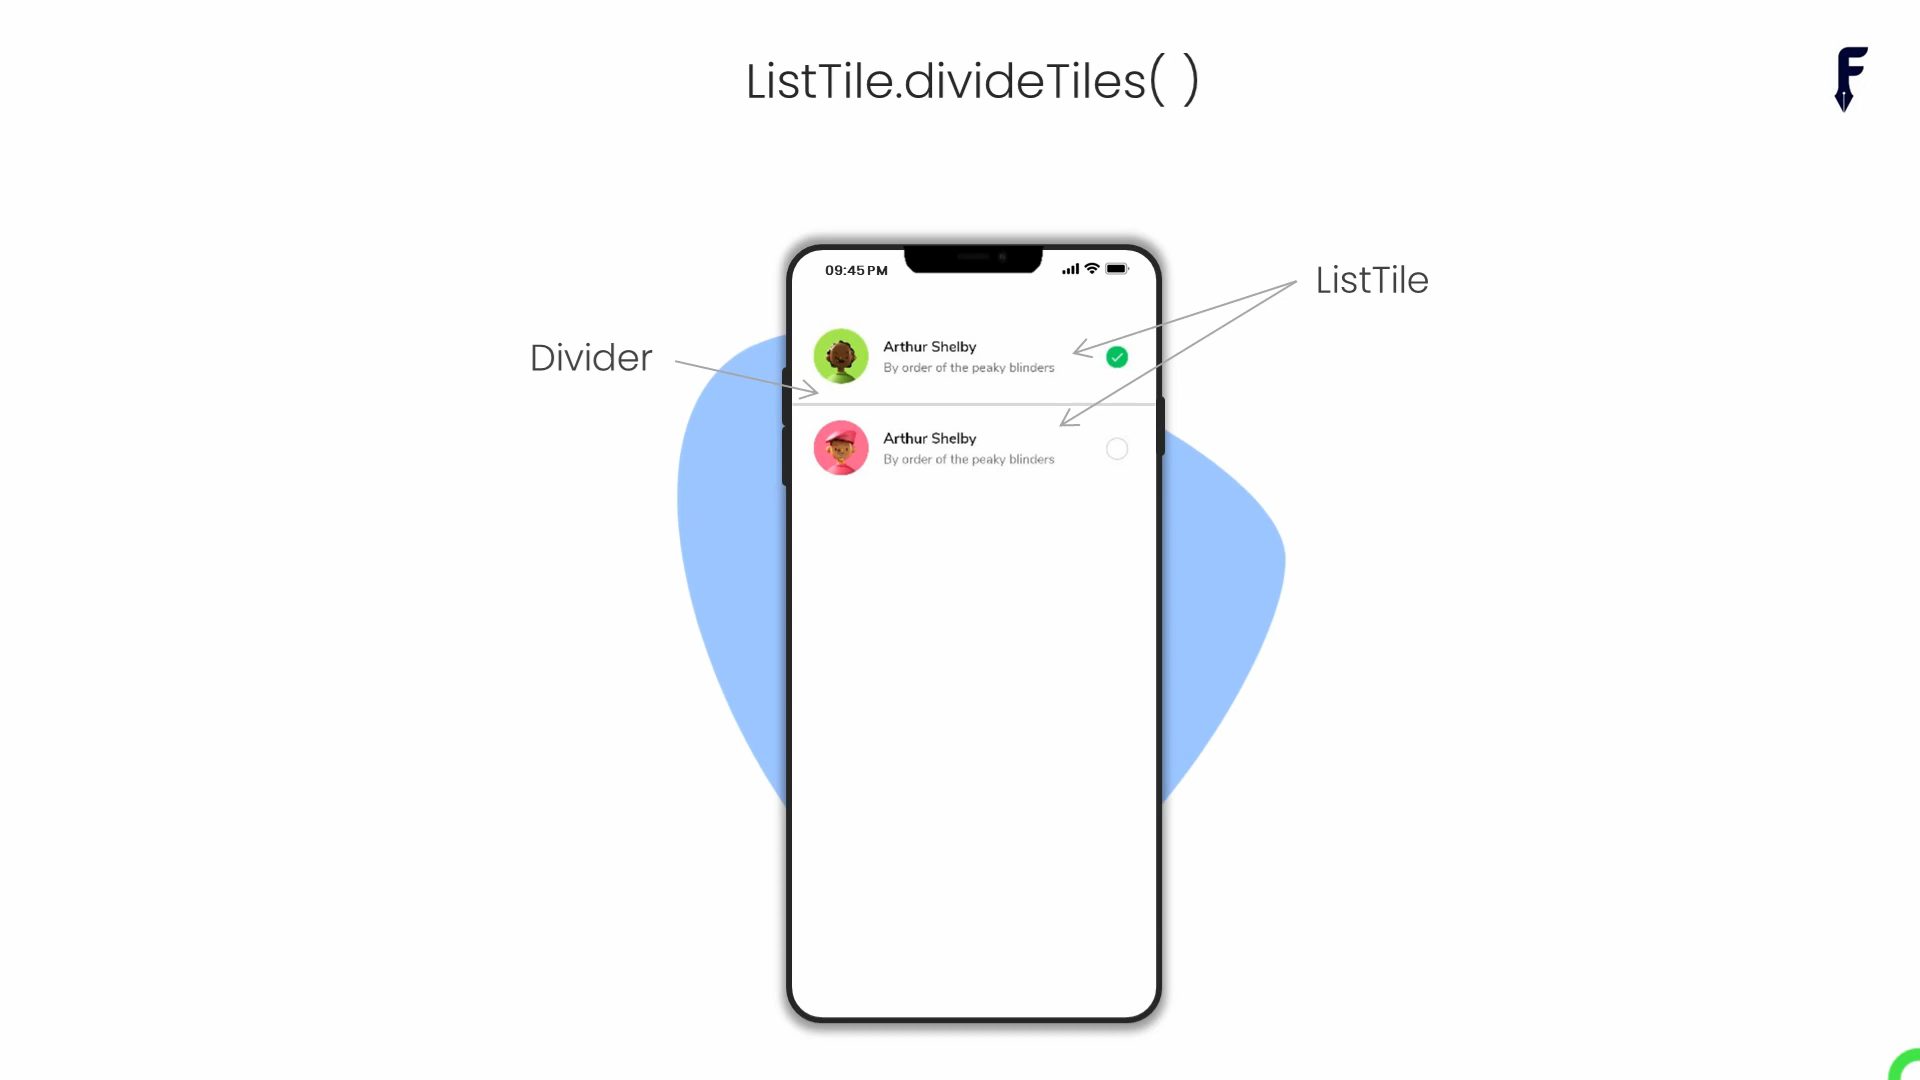 ListTile.divideTiles( )
F
09:45 PM
ListTile
Divider
Arthur Shelby
By order of the peaky blinders
Arthur Shelby
By order of the peaky blinders